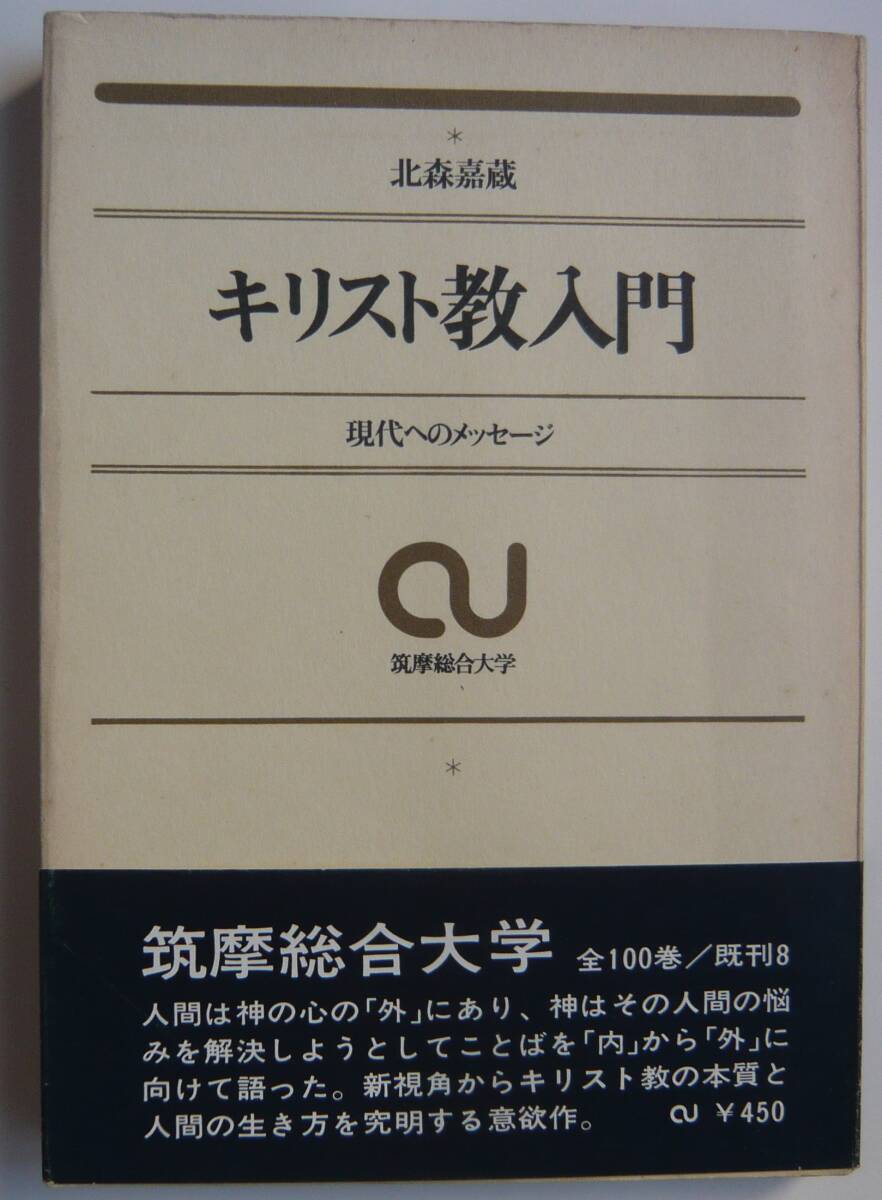 *
北森嘉蔵
キリスト教入門
現代へのメッセージ
筑摩総合大学
*
筑摩総合大学 全100巻/既刊8
人間は神の心の「外」にあり、神はその人間の悩
みを解決しようとしてことばを「内」から「外」に
向けて語った。新視角からキリスト教の本質と
人間の生き方を究明する意欲作。 ¥450